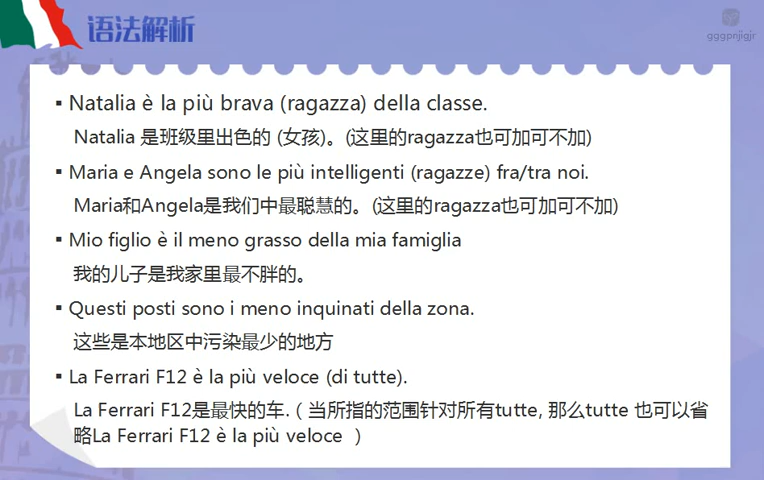 语法解析
gggpnjigjr
▪ Natalia è la più brava (ragazza) della classe.
Natalia 是班级里出色的 (女孩)。(这里的ragazza也可加可不加)
▪ Maria e Angela sono le più intelligenti (ragazze) fra/tra noi.
Maria和Angela是我们中最聪慧的。(这里的ragazza也可加可不加)
▪ Mio figlio è il meno grasso della mia famiglia
我的儿子是我家里最不胖的。
▪ Questi posti sono i meno inquinati della zona.
这些是本地区中污染最少的地方
▪ La Ferrari F12 è la più veloce (di tutte).
La Ferrari F12是最快的车.（当所指的范围针对所有tutte, 那么tutte 也可以省
略La Ferrari F12 è la più veloce ）